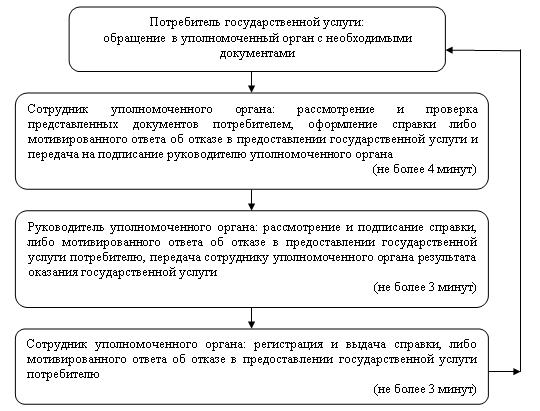 Потребитель государственной услуги:
обращение в уполномоченный орган с необходимыми
документами
Сотрудник уполномоченного органа: рассмотрение и проверка
представленных документов потребителем, оформление справки либо
мотивированного ответа об отказе в предоставлении государственной услуги и
передача на подписание руководителю уполномоченного органа
(не более 4 минут)
Руководитель уполномоченного органа: рассмотрение и подписание справки,
либо мотивированного ответа об отказе в предоставлении государственной
услуги потребителю, передача сотруднику уполномоченного органа результата
оказания государственной услуги
(не более 3 минут)
Сотрудник уполномоченного органа: регистрация и выдача справки, либо
мотивированного ответа об отказе в предоставлении государственной услуги
потребителю
(не более 3 минут)